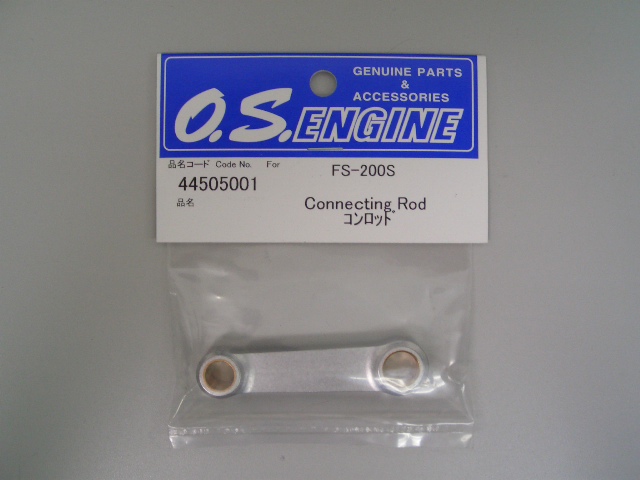 GENUINE PARTS
&
ACCESSORIES
O.S.ENGINE
品名コード Code No. For
44505001
FS-200S
品名
Connecting Rod
コンロッド